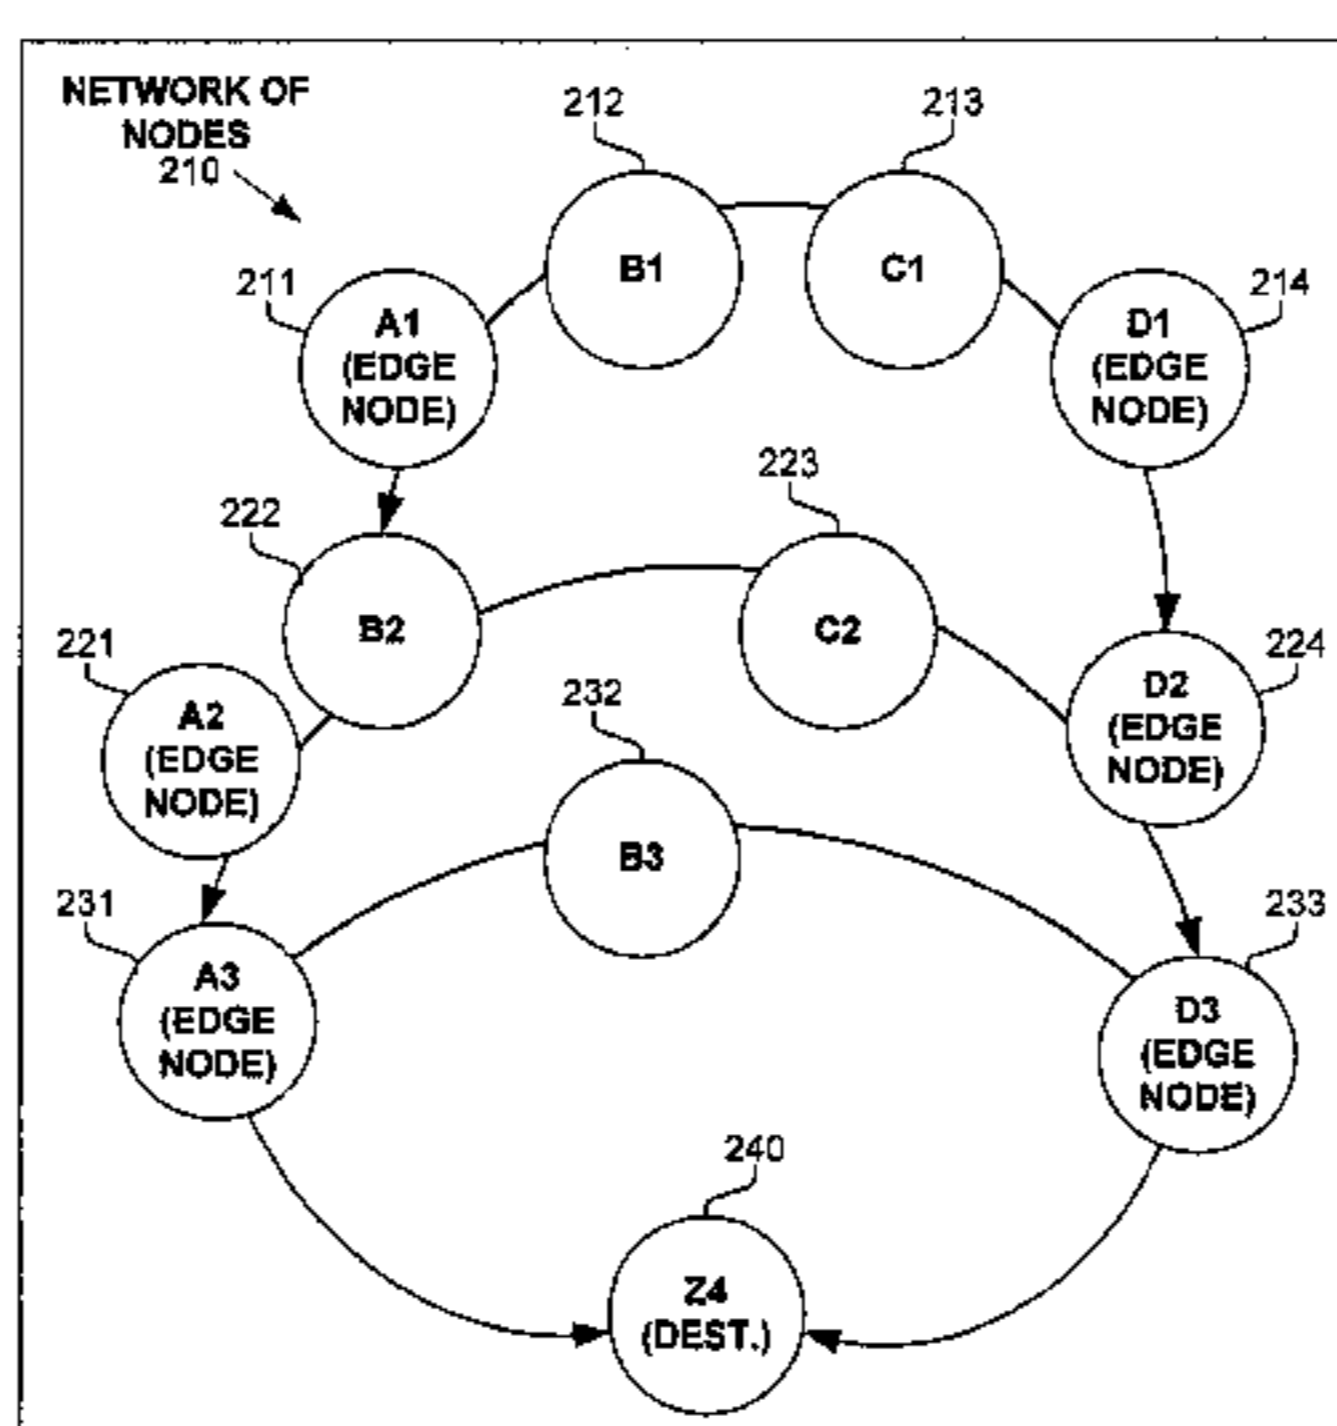 NETWORK OF
NODES
210
212
213
B1
C1
211
214
A1
(EDGE
NODE)
D1
(EDGE
NODE)
223
222
B2
C2
221
224
A2
(EDGE
NODE)
D2
(EDGE
NODE)
232
B3
231
233
A3
(EDGE
NODE)
D3
(EDGE
NODE)
240
Z4
(DEST.)